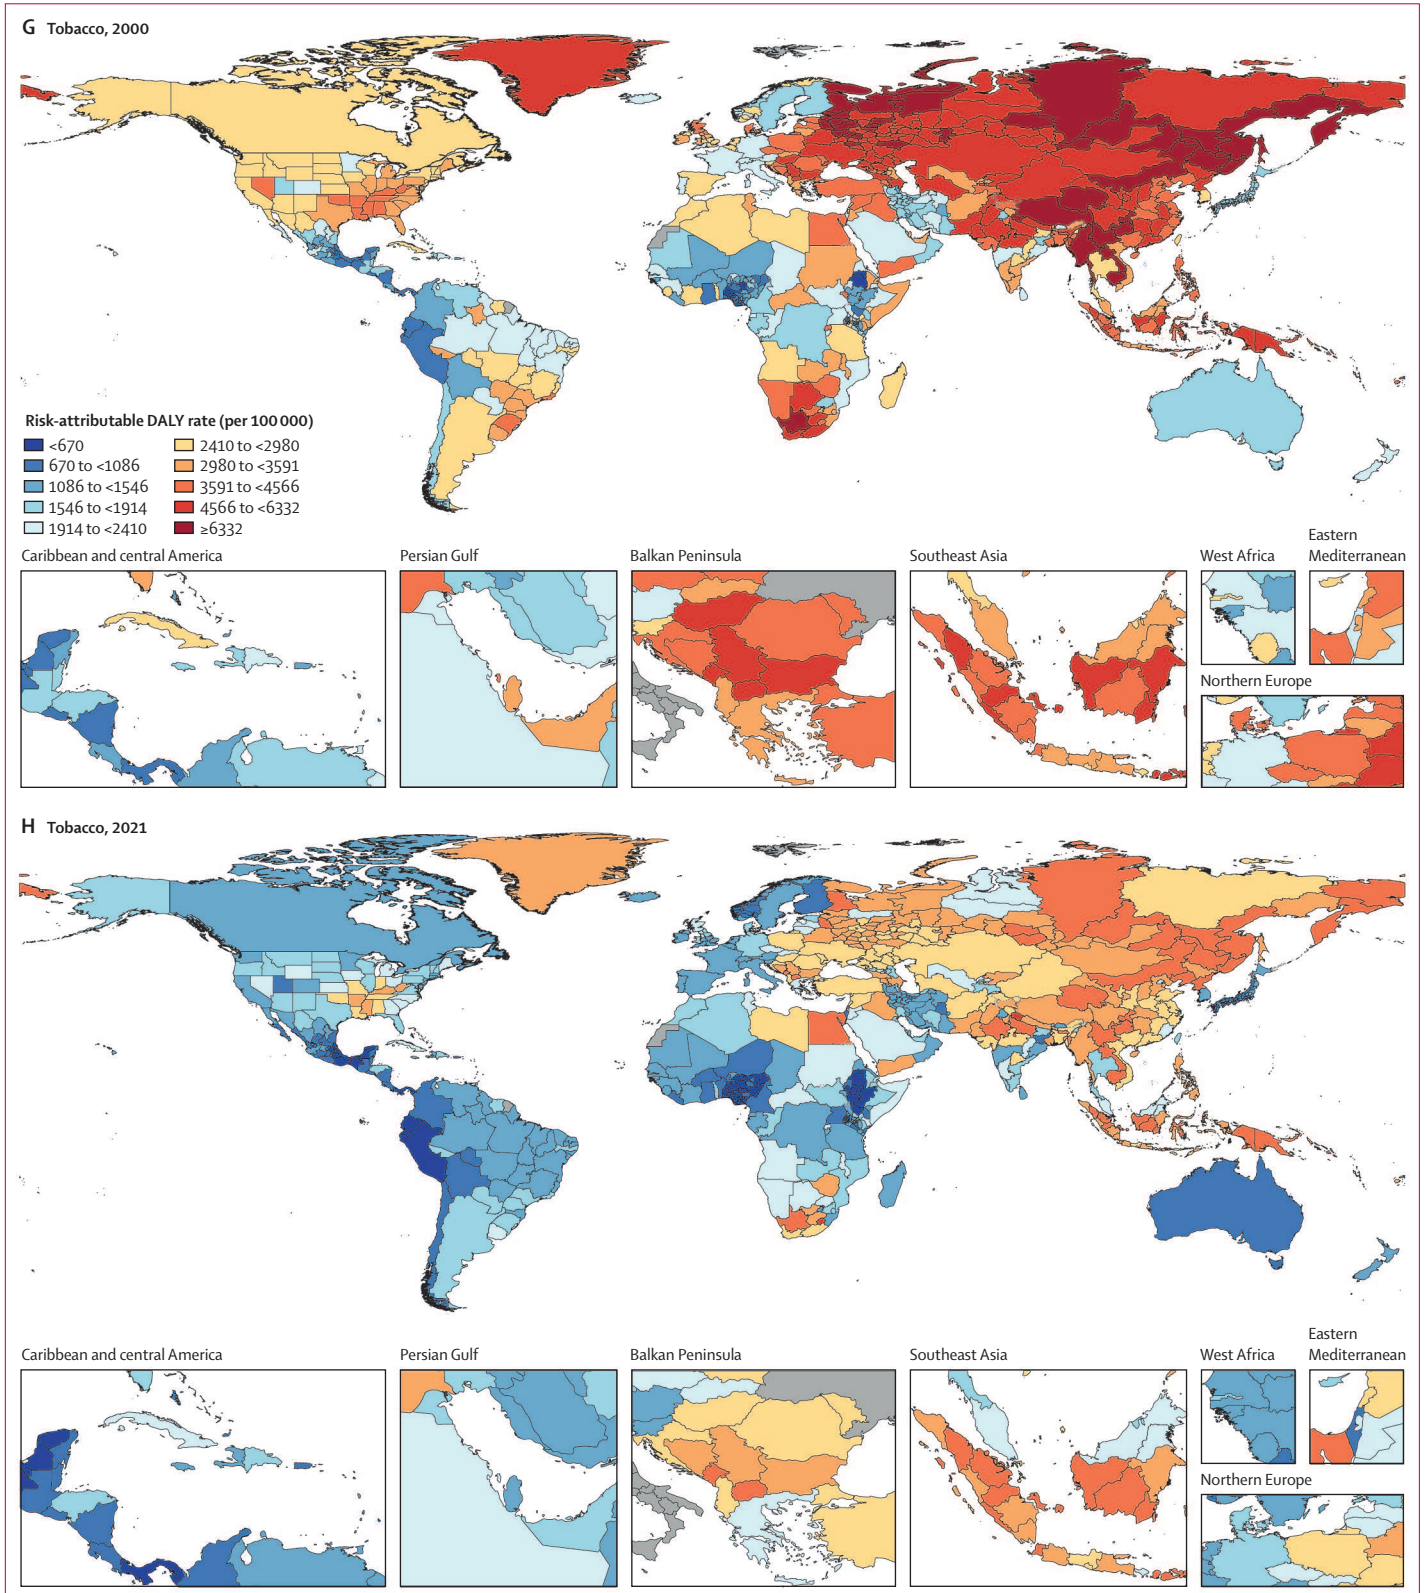 G Tobacco, 2000
Risk-attributable DALY rate (per 100 000)
<670
670 to <1086
1086 to <1546
1546 to <1914
1914 to <2410
2410 to <2980
2980 to <3591
3591 to <4566
4566 to <6332
≥6332
Caribbean and central America
Persian Gulf
Balkan Peninsula
Southeast Asia
West Africa
Eastern
Mediterranean
Northern Europe
H Tobacco, 2021
Caribbean and central America
Persian Gulf
Balkan Peninsula
Southeast Asia
West Africa
Eastern
Mediterranean
Northern Europe